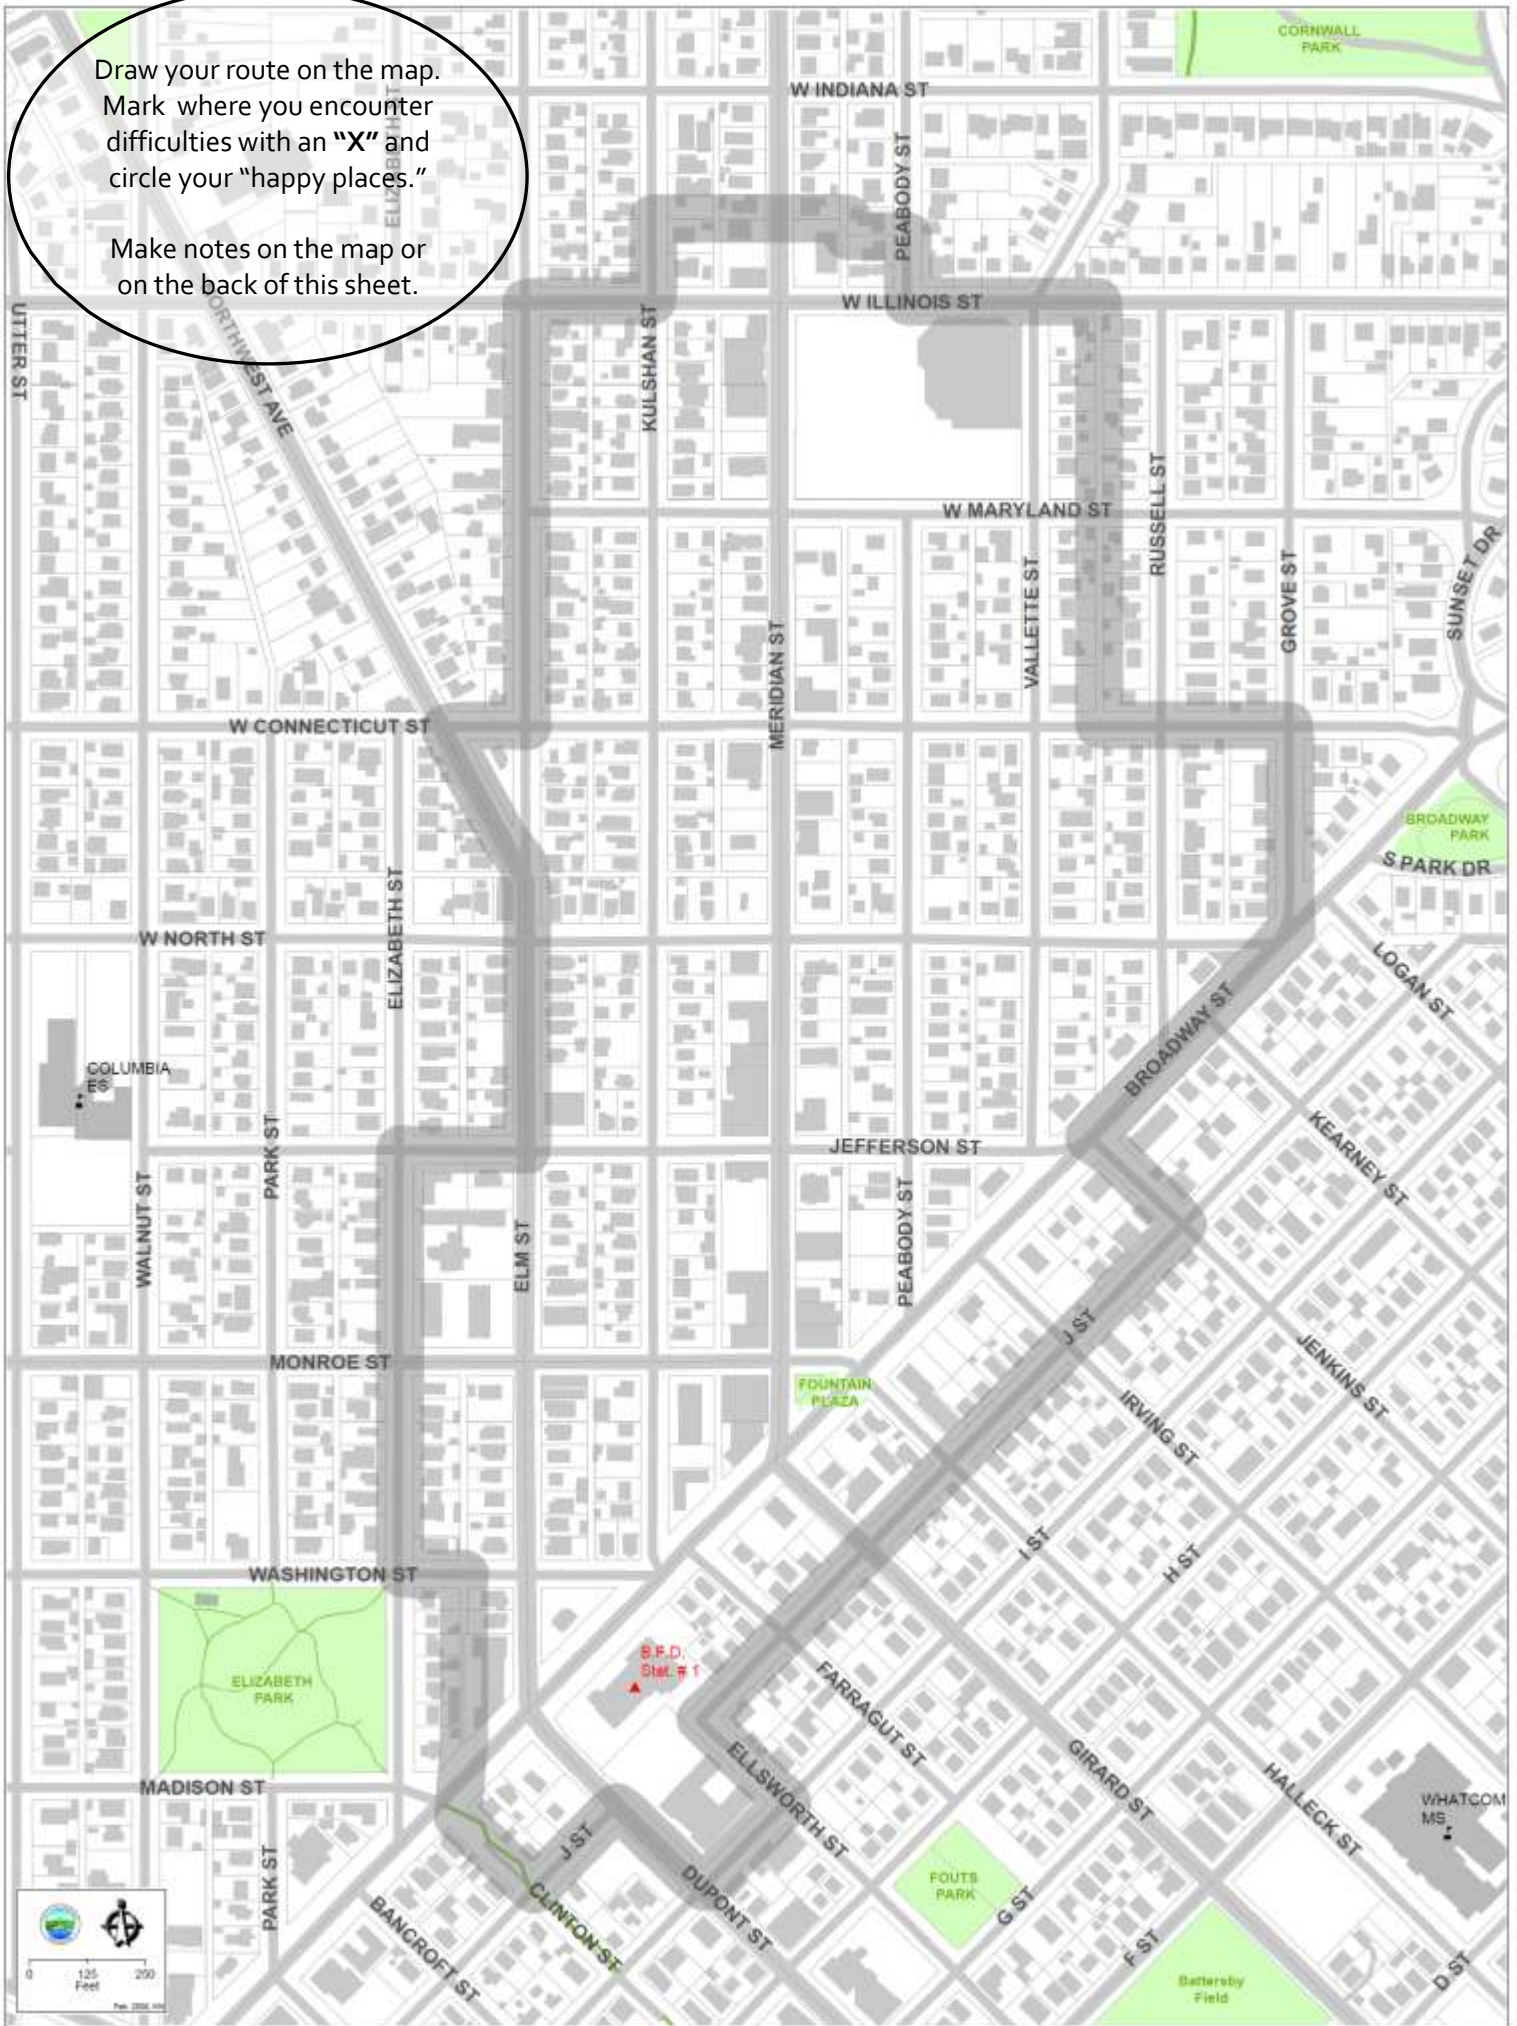 Draw your route on the map.
Mark where you encounter
difficulties with an “X” and
circle your “happy places.”
Make notes on the map or
on the back of this sheet.
CORNWALL
PARK
W INDIANA ST
ELIZABETH ST
PEABODY ST
W ILLINOIS ST
UTTER ST
NORTHWEST AVE
KULSHAN ST
RUSSELL ST
W MARYLAND ST
SUNSET DR
VALLETTE ST
GROVE ST
MERIDIAN ST
W CONNECTICUT ST
BROADWAY
PARK
S PARK DR
ELIZABETH ST
W NORTH ST
LOGAN ST
BROADWAY ST
COLUMBIA
ES
PARK ST
JEFFERSON ST
KEARNEY ST
WALNUT ST
PEABODY ST
ELM ST
J ST
MONROE ST
JENKINS ST
FOUNTAIN
PLAZA
IRVING ST
I ST
H ST
WASHINGTON ST
B.F.D.
Stat. # 1
ELIZABETH
PARK
FARRAGUT ST
ELLSWORTH ST
GIRARD ST
HALLECK ST
MADISON ST
WHATCOM
MS
J ST
PARK ST
DUPONT ST
FOUTS
PARK
G ST
CLINTON ST
BANCROFT ST
F ST
D ST
Battersby
Field
0 125 250
Feet